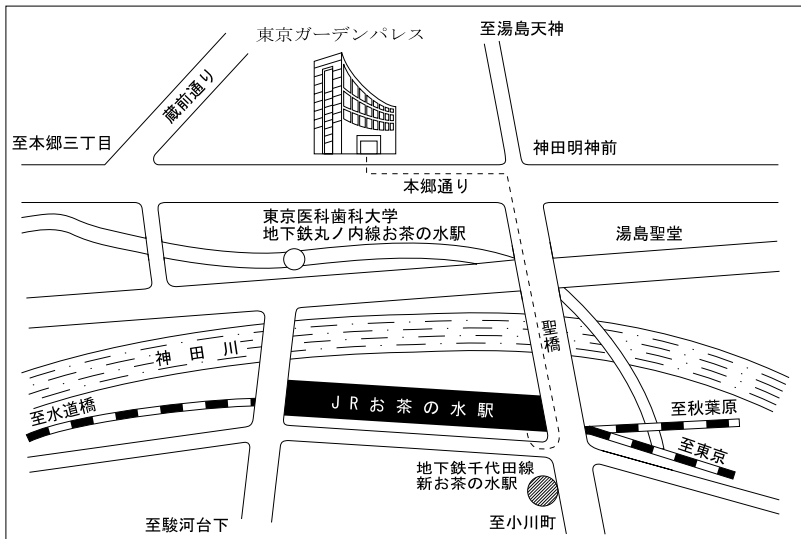 東京ガーデンパレス
至湯島天神
蔵前通り
至本郷三丁目
神田明神前
本郷通り
東京医科歯科大学
地下鉄丸ノ内線お茶の水駅
湯島聖堂
聖橋
神田川
JRお茶の水駅
至水道橋
至秋葉原
至東京
地下鉄千代田線
新お茶の水駅
至駿河台下
至小川町